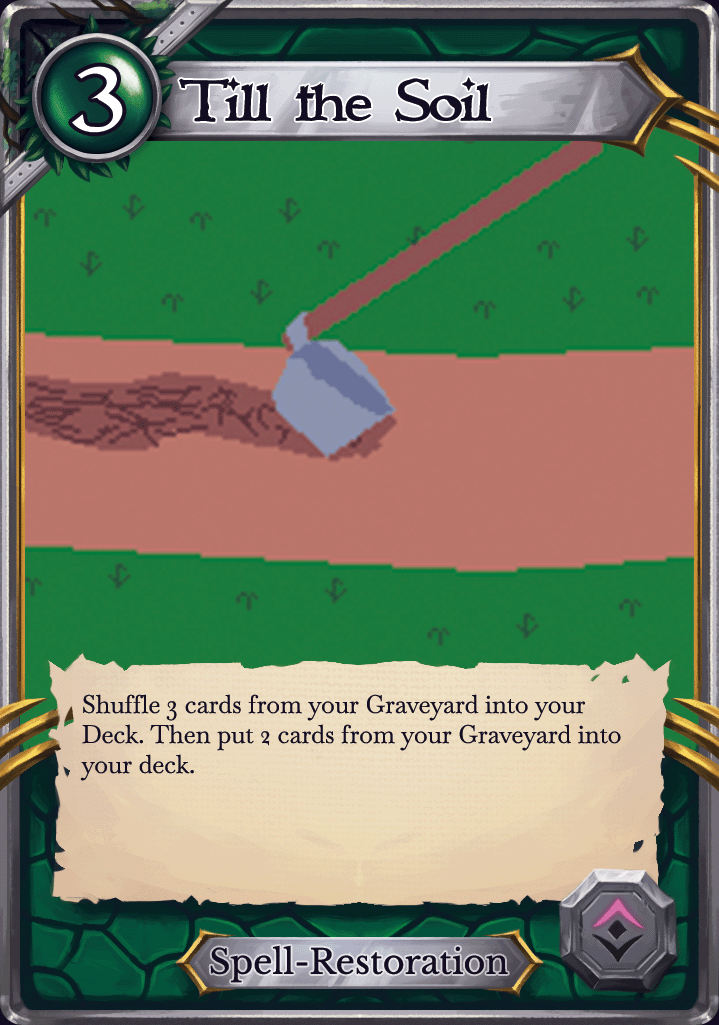 3
Till the Soil
Shuffle 3 cards from your Graveyard into your
Deck. Then put 2 cards from your Graveyard into
your deck.
Spell-Restoration